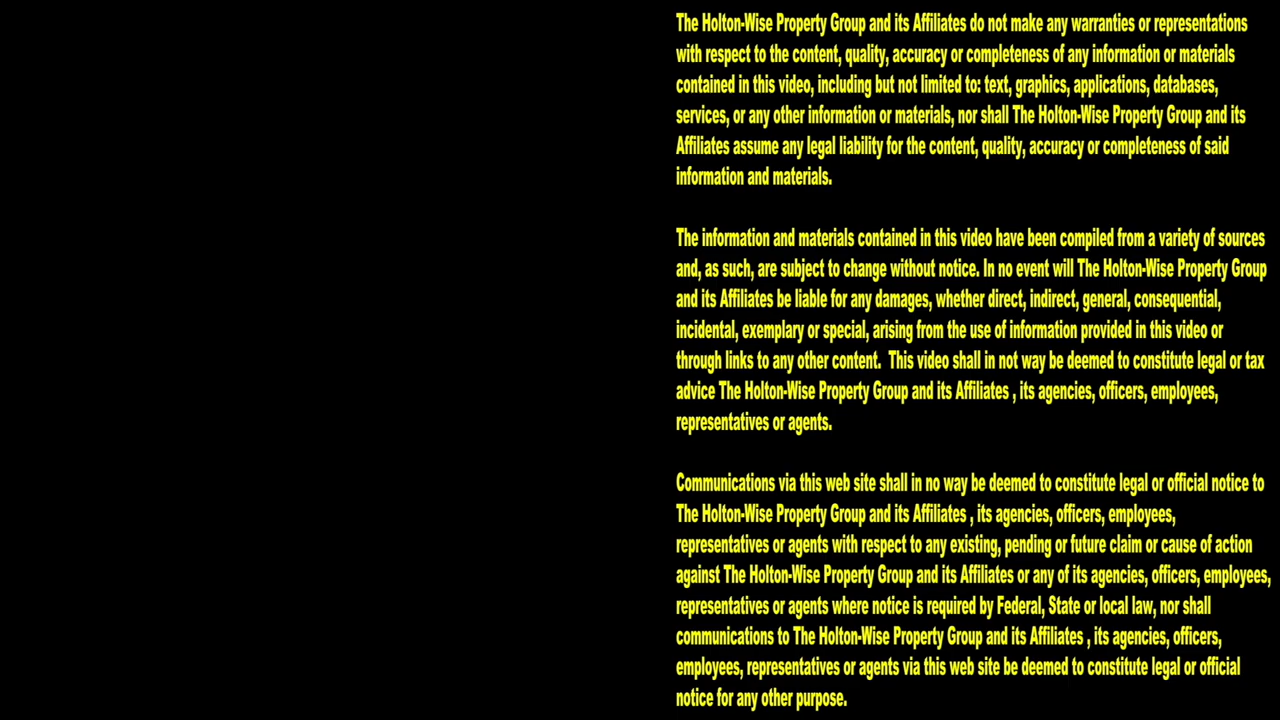 The Holton-Wise Property Group and its Affiliates do not make any warranties or representations
with respect to the content, quality, accuracy or completeness of any information or materials
contained in this video, including but not limited to: text, graphics, applications, databases,
services, or any other information or materials, nor shall The Holton-Wise Property Group and its
Affiliates assume any legal liability for the content, quality, accuracy or completeness of said
information and materials.
The information and materials contained in this video have been compiled from a variety of sources
and, as such, are subject to change without notice. In no event will The Holton-Wise Property Group
and its Affiliates be liable for any damages, whether direct, indirect, general, consequential,
incidental, exemplary or special, arising from the use of information provided in this video or
through links to any other content.  This video shall in not way be deemed to constitute legal or tax
advice The Holton-Wise Property Group and its Affiliates , its agencies, officers, employees,
representatives or agents.
Communications via this web site shall in no way be deemed to constitute legal or official notice to
The Holton-Wise Property Group and its Affiliates , its agencies, officers, employees,
representatives or agents with respect to any existing, pending or future claim or cause of action
against The Holton-Wise Property Group and its Affiliates or any of its agencies, officers, employees,
representatives or agents where notice is required by Federal, State or local law, nor shall
communications to The Holton-Wise Property Group and its Affiliates , its agencies, officers,
employees, representatives or agents via this web site be deemed to constitute legal or official
notice for any other purpose.